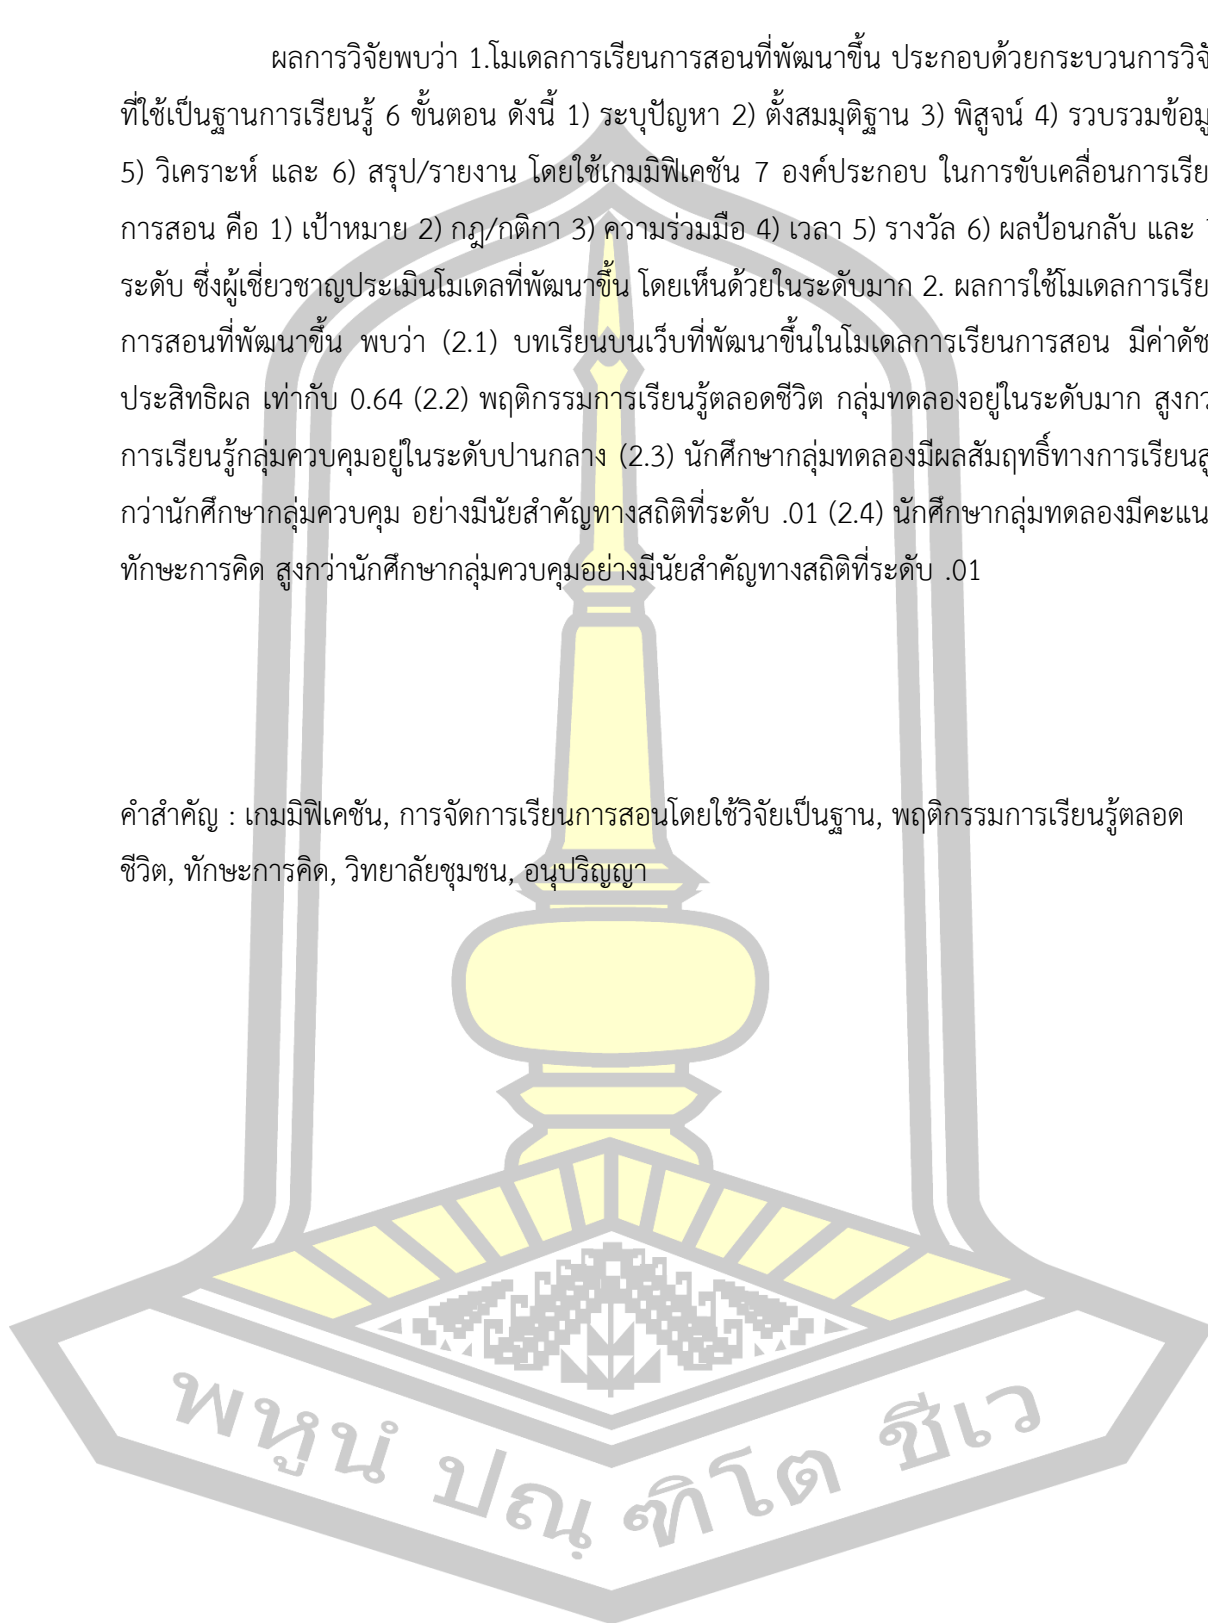 ผลการวิจัยพบว่า 1.โมเดลการเรียนการสอนที่พัฒนาขึ้น ประกอบด้วยกระบวนการวิจั
ที่ใช้เป็นฐานการเรียนรู้ 6 ขั้นตอน ดังนี้ 1) ระบุปัญหา 2) ตั้งสมมุติฐาน 3) พิสูจน์ 4) รวบรวมข้อมู
5) วิเคราะห์ และ 6) สรุป/รายงาน โดยใช้เกมมิฟิเคชัน 7 องค์ประกอบ ในการขับเคลื่อนการเรีย
การสอน คือ 1) เป้าหมาย 2) กฎ/กติกา 3) ความร่วมมือ 4) เวลา 5) รางวัล 6) ผลป้อนกลับ และ
ระดับ ซึ่งผู้เชี่ยวชาญประเมินโมเดลที่พัฒนาขึ้น โดยเห็นด้วยในระดับมาก 2. ผลการใช้โมเดลการเรีย
การสอนที่พัฒนาขึ้น พบว่า (2.1) บทเรียนบนเว็บที่พัฒนาขึ้นในโมเดลการเรียนการสอน มีค่าดัช
ประสิทธิผล เท่ากับ 0.64 (2.2) พฤติกรรมการเรียนรู้ตลอดชีวิต กลุ่มทดลองอยู่ในระดับมาก สูงกว
การเรียนรู้กลุ่มควบคุมอยู่ในระดับปานกลาง (2.3) นักศึกษากลุ่มทดลองมีผลสัมฤทธิ์ทางการเรียนสู
กว่านักศึกษากลุ่มควบคุม อย่างมีนัยสำคัญทางสถิติที่ระดับ .01 (2.4) นักศึกษากลุ่มทดลองมีคะแน
ทักษะการคิด สูงกว่านักศึกษากลุ่มควบคุมอย่างมีนัยสำคัญทางสถิติที่ระดับ .01
คำสำคัญ : เกมมิฟิเคชัน, การจัดการเรียนการสอนโดยใช้วิจัยเป็นฐาน, พฤติกรรมการเรียนรู้ตลอด
ชีวิต, ทักษะการคิด, วิทยาลัยชุมชน, อนุปริญญา
พหูนํ ปณฺฑิโต ชีเว